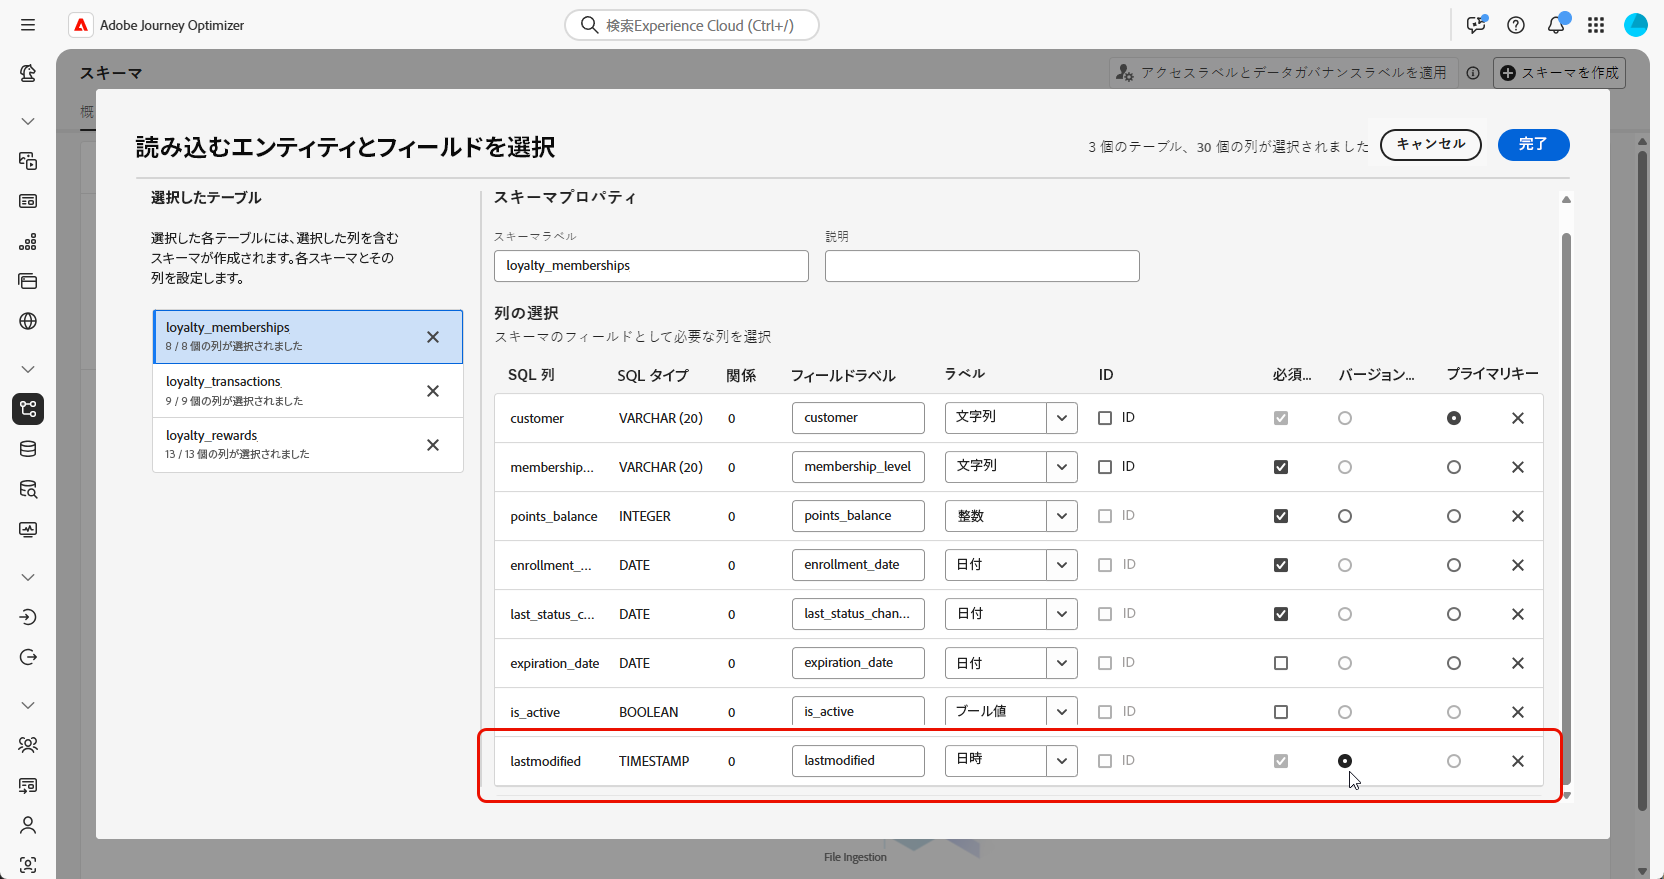 Adobe Journey Optimizer
検索Experience Cloud (Ctrl+/)
スキーマ
アクセスラベルとデータガバナンスラベルを適用
スキーマを作成
概
読み込むエンティティとフィールドを選択
3 個のテーブル、30 個の列が選択されました
キャンセル
完了
選択したテーブル
選択した各テーブルには、選択した列を含む
スキーマが作成されます。各スキーマとその
列を設定します。
loyalty_memberships
8 / 8 個の列が選択されました
loyalty_transactions
9 / 9 個の列が選択されました
loyalty_rewards
13 / 13 個の列が選択されました
スキーマプロパティ
スキーマラベル
説明
loyalty_memberships
列の選択
スキーマのフィールドとして必要な列を選択
SQL 列 SQL タイプ 関係 フィールドラベル ラベル ID 必須... バージョン... プライマリキー
customer VARCHAR (20) 0 customer 文字列 ID
membership... VARCHAR (20) 0 membership_level 文字列 ID
points_balance INTEGER 0 points_balance 整数 ID
enrollment_... DATE 0 enrollment_date 日付 ID
last_status_c... DATE 0 last_status_chan... 日付 ID
expiration_date DATE 0 expiration_date 日付 ID
is_active BOOLEAN 0 is_active ブール値 ID
lastmodified TIMESTAMP 0 lastmodified 日時 ID
File Ingestion